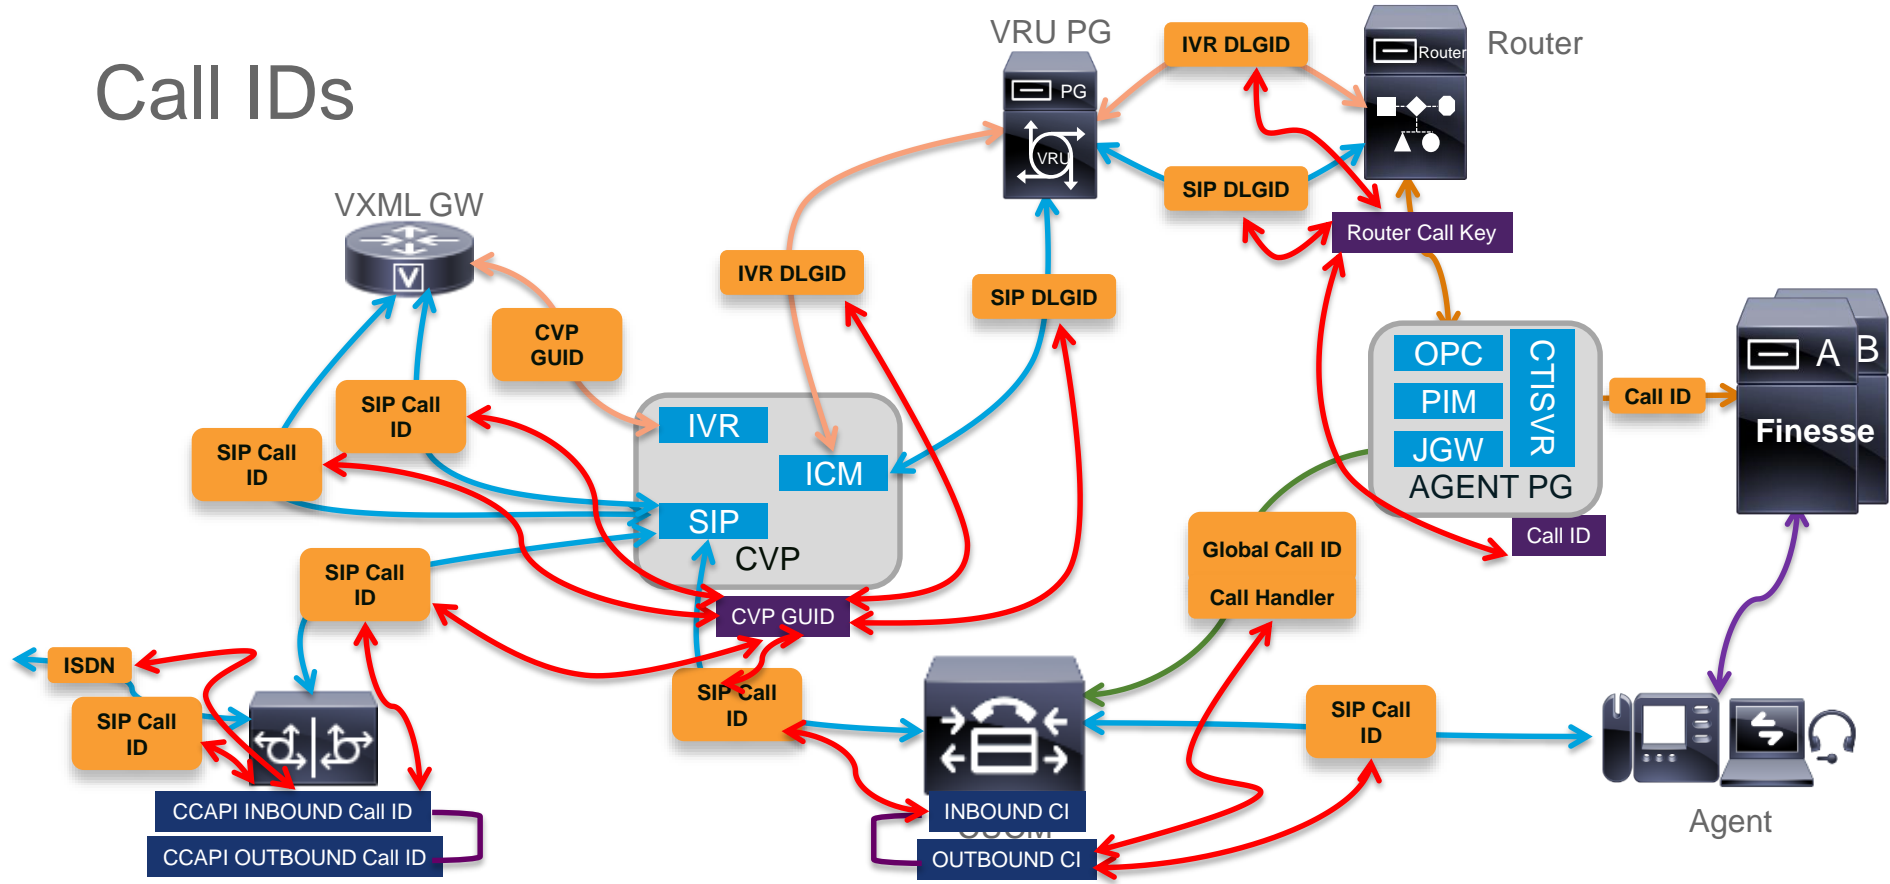 Call IDs
VRU PG
IVR DLGID
Router
Router
PG
VRU
SIP DLGID
VXML GW
V
Router Call Key
IVR DLGID
SIP DLGID
CVP
GUID
OPC
PIM
JGW
CTISVR
AGENT PG
Call ID
Call ID
A
B
Finesse
SIP Call
ID
SIP Call
ID
IVR
ICM
SIP
CVP
CVP GUID
Global Call ID
Call Handler
SIP Call
ID
ISDN
SIP Call
ID
SIP Call
ID
SIP Call
ID
CCAPI INBOUND Call ID
CCAPI OUTBOUND Call ID
INBOUND CI
CUCM
OUTBOUND CI
Agent